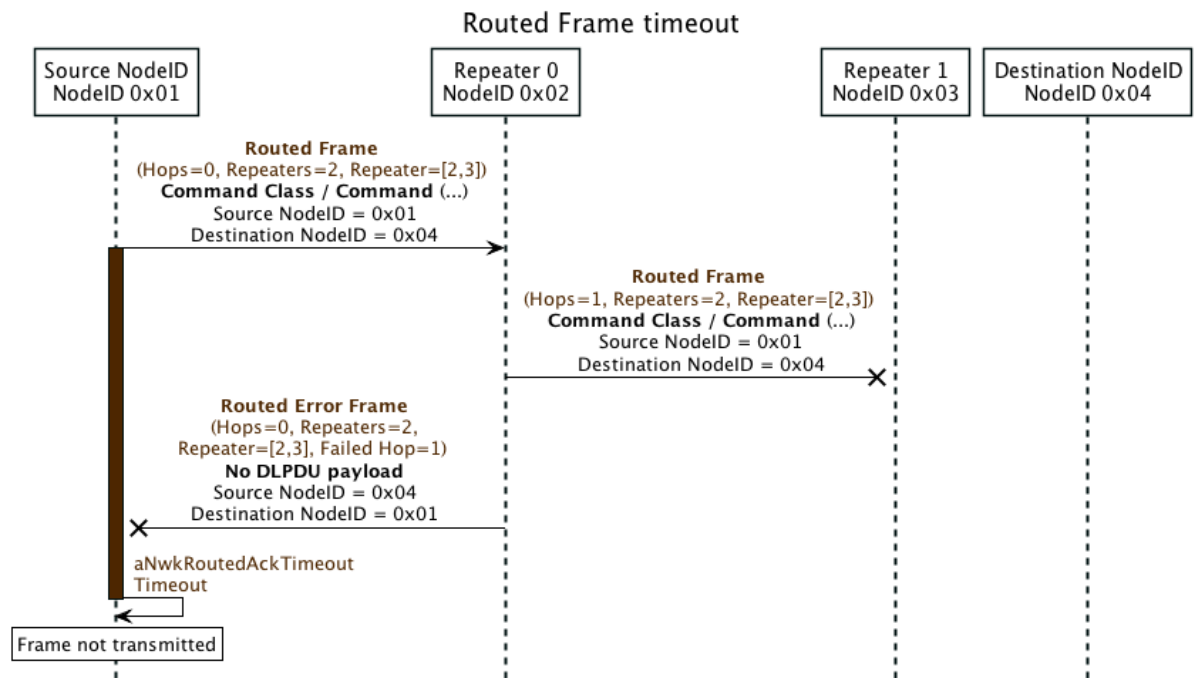 Routed Frame timeout
Source NodeID
NodeID 0x01
Repeater 0
NodeID 0x02
Repeater 1
NodeID 0x03
Destination NodeID
NodeID 0x04
Routed Frame
(Hops=0, Repeaters=2, Repeater=[2,3])
Command Class / Command (...)
Source NodeID = 0x01
Destination NodeID = 0x04
Routed Frame
(Hops=1, Repeaters=2, Repeater=[2,3])
Command Class / Command (...)
Source NodeID = 0x01
Destination NodeID = 0x04
Routed Error Frame
(Hops=0, Repeaters=2,
Repeater=[2,3], Failed Hop=1)
No DLPDU payload
Source NodeID = 0x04
Destination NodeID = 0x01
aNwkRoutedAckTimeout
Timeout
Frame not transmitted